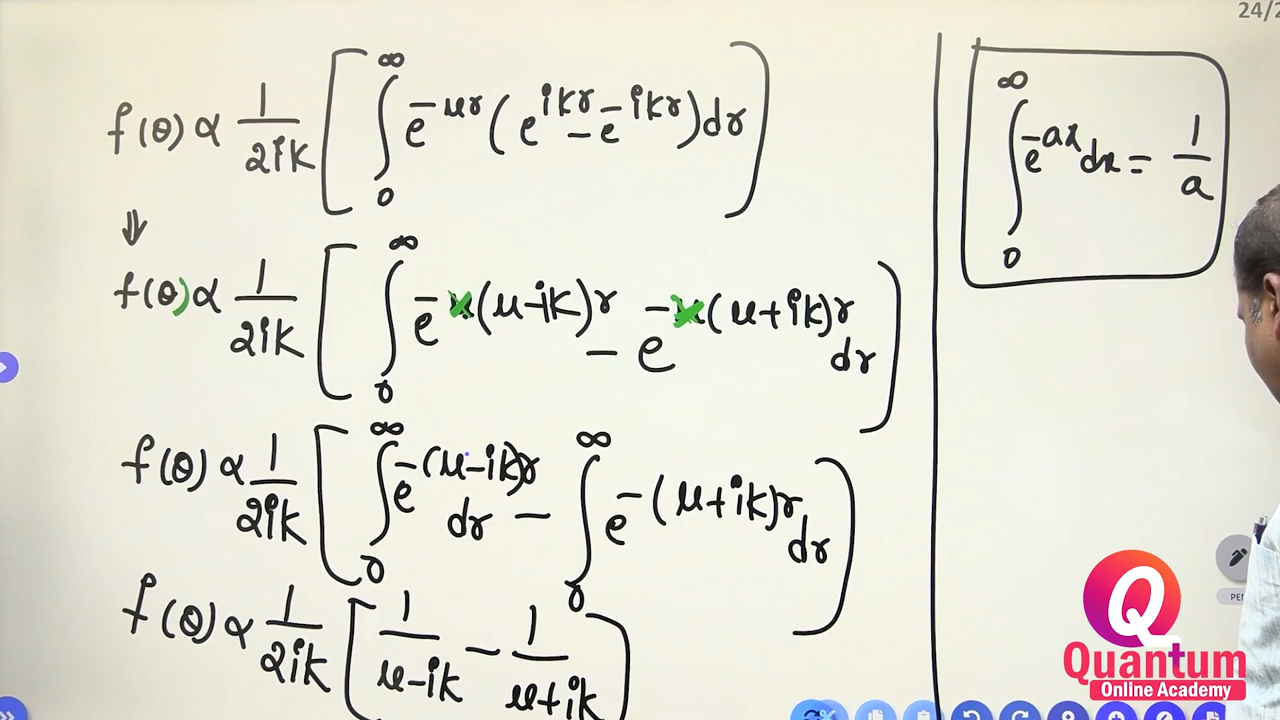 24/2
f(θ) ∝ 1/2ik [ ∫₀^∞ e^-μr (e^ikr - e^-ikr) dr ]
⇓
f(θ) ∝ 1/2ik [ ∫₀^∞ e^-(μ-ik)r - e^-(μ+ik)r dr ]
f(θ) ∝ 1/2ik [ ∫₀^∞ e^-(μ-ik)r dr - ∫₀^∞ e^-(μ+ik)r dr ]
f(θ) ∝ 1/2ik [ 1/μ-ik - 1/μ+ik ]
∫₀^∞ e^-ax dx = 1/a
PEN
Q
Quantum
Online Academy